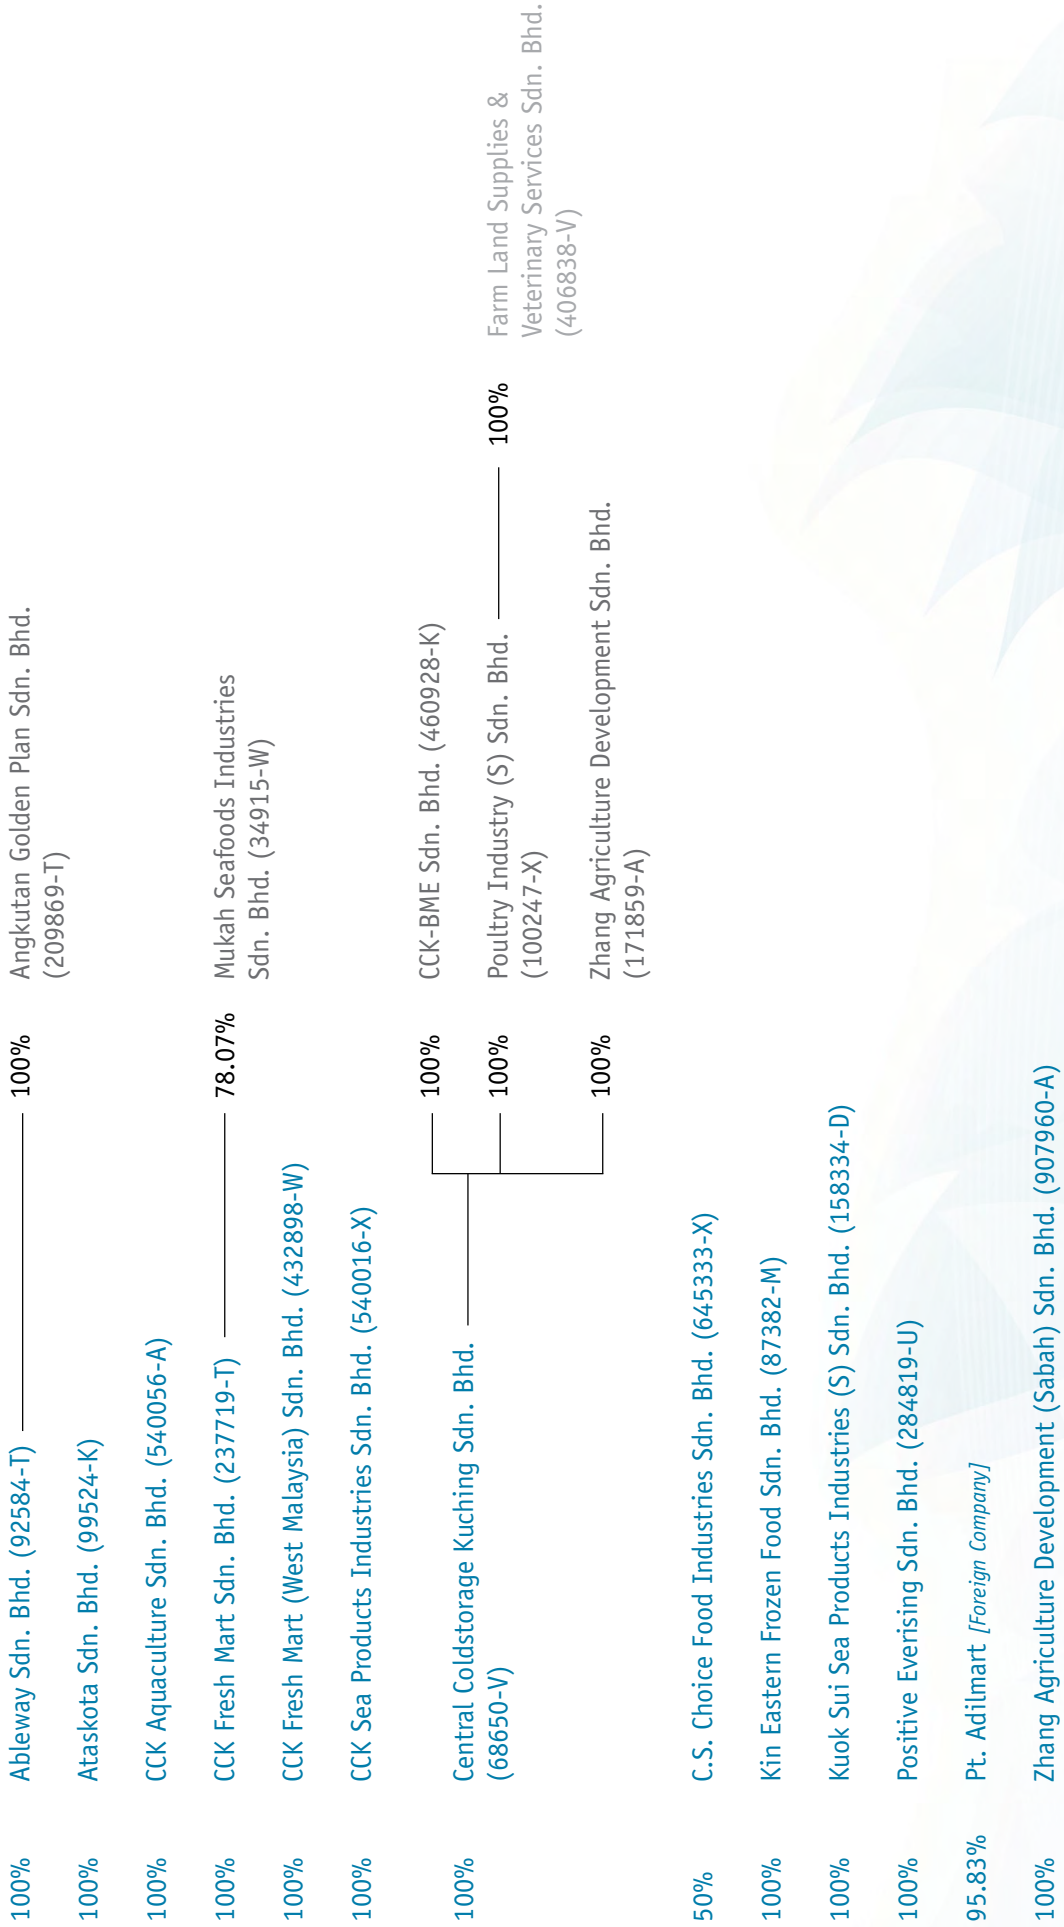 100% Ableway Sdn. Bhd. (92584-T) 100% Angkutan Golden Plan Sdn. Bhd.
(209869-T)
100% Ataskota Sdn. Bhd. (99524-K)
100% CCK Aquaculture Sdn. Bhd. (540056-A)
100% CCK Fresh Mart Sdn. Bhd. (237719-T) 78.07% Mukah Seafoods Industries
Sdn. Bhd. (34915-W)
100% CCK Fresh Mart (West Malaysia) Sdn. Bhd. (432898-W)
100% CCK Sea Products Industries Sdn. Bhd. (540016-X)
100% CCK-BME Sdn. Bhd. (460928-K)
100% Central Coldstorage Kuching Sdn. Bhd.
(68650-V)
100% Poultry Industry (S) Sdn. Bhd. 100% Farm Land Supplies &
(100247-X) Veterinary Services Sdn. Bhd.
(406838-V)
100% Zhang Agriculture Development Sdn. Bhd.
(171859-A)
50% C.S. Choice Food Industries Sdn. Bhd. (645333-X)
100% Kin Eastern Frozen Food Sdn. Bhd. (87382-M)
100% Kuok Sui Sea Products Industries (S) Sdn. Bhd. (158334-D)
100% Positive Everising Sdn. Bhd. (284819-U)
95.83% Pt. Adilmart [Foreign Company]
100% Zhang Agriculture Development (Sabah) Sdn. Bhd. (907960-A)